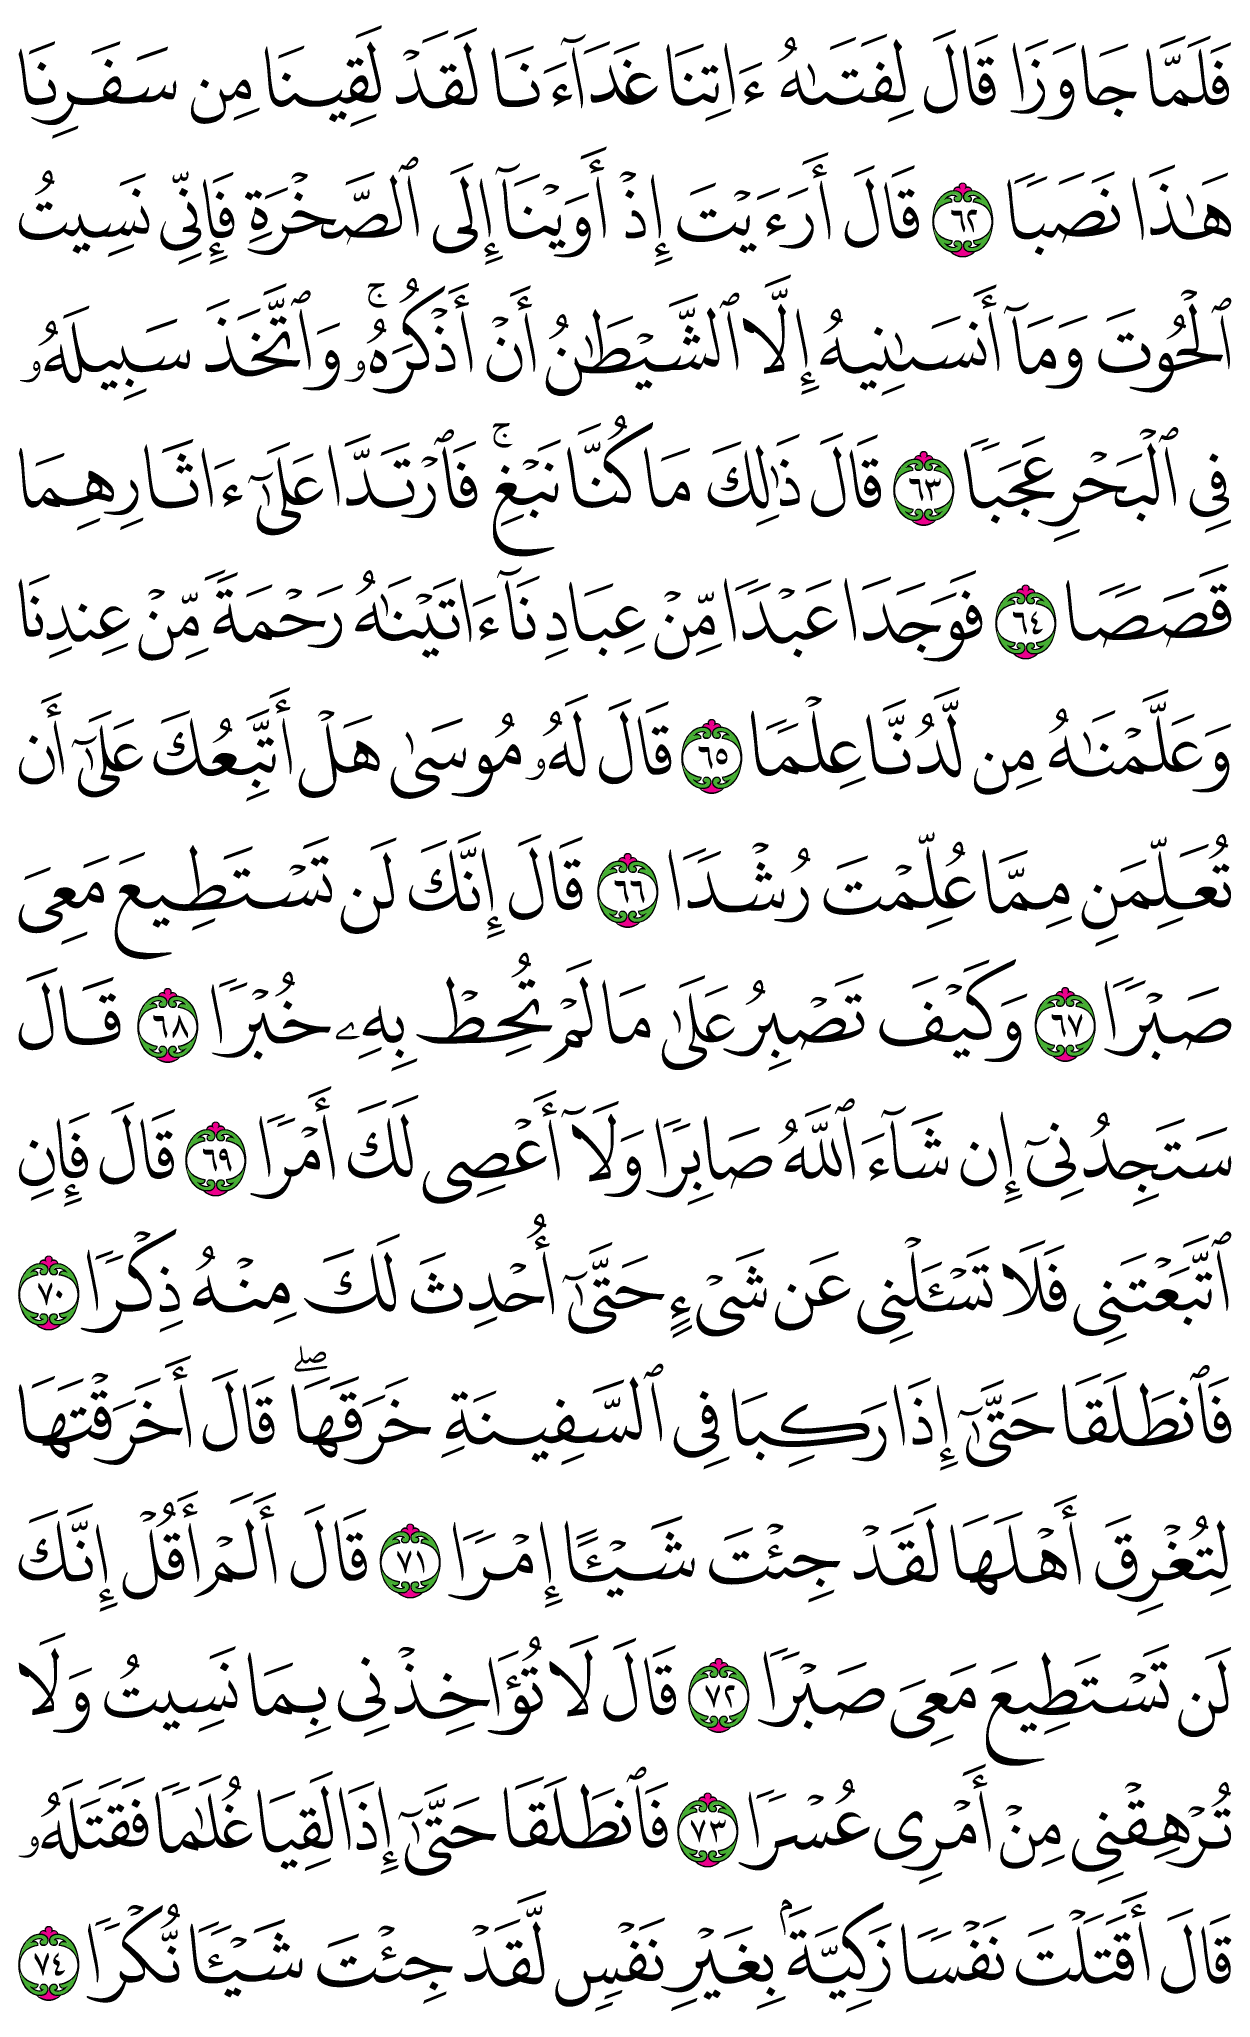 فَلَمَّا جَاوَزَا قَالَ لِفَتَىٰهُ ءَاتِنَا غَدَآءَنَا لَقَدۡ لَقِينَا مِن سَفَرِنَا
هَٰذَا نَصَبٗا ٦٢ قَالَ أَرَءَيۡتَ إِذۡ أَوَيۡنَآ إِلَى ٱلصَّخۡرَةِ فَإِنِّي نَسِيتُ
ٱلۡحُوتَ وَمَآ أَنسَىٰنِيهُ إِلَّا ٱلشَّيۡطَٰنُ أَنۡ أَذۡكُرَهُۥۚ وَٱتَّخَذَ سَبِيلَهُۥ
فِي ٱلۡبَحۡرِ عَجَبٗا ٦٣ قَالَ ذَٰلِكَ مَا كُنَّا نَبۡغِۚ فَٱرۡتَدَّا عَلَىٰٓ ءَاثَارِهِمَا
قَصَصٗا ٦٤ فَوَجَدَا عَبۡدٗا مِّنۡ عِبَادِنَآ ءَاتَيۡنَٰهُ رَحۡمَةٗ مِّنۡ عِندِنَا
وَعَلَّمۡنَٰهُ مِن لَّدُنَّا عِلۡمٗا ٦٥ قَالَ لَهُۥ مُوسَىٰ هَلۡ أَتَّبِعُكَ عَلَىٰٓ أَن
تُعَلِّمَنِ مِمَّا عُلِّمۡتَ رُشۡدٗا ٦٦ قَالَ إِنَّكَ لَن تَسۡتَطِيعَ مَعِيَ
صَبۡرٗا ٦٧ وَكَيۡفَ تَصۡبِرُ عَلَىٰ مَا لَمۡ تُحِطۡ بِهِۦ خُبۡرٗا ٦٨ قَالَ
سَتَجِدُنِيٓ إِن شَآءَ ٱللَّهُ صَابِرٗا وَلَآ أَعۡصِي لَكَ أَمۡرٗا ٦٩ قَالَ فَإِنِ
ٱتَّبَعۡتَنِي فَلَا تَسۡـَٔلۡنِي عَن شَيۡءٍ حَتَّىٰٓ أُحۡدِثَ لَكَ مِنۡهُ ذِكۡرٗا ٧٠
فَٱنطَلَقَا حَتَّىٰٓ إِذَا رَكِبَا فِي ٱلسَّفِينَةِ خَرَقَهَاۖ قَالَ أَخَرَقۡتَهَا
لِتُغۡرِقَ أَهۡلَهَا لَقَدۡ جِئۡتَ شَيۡـًٔا إِمۡرٗا ٧١ قَالَ أَلَمۡ أَقُلۡ إِنَّكَ
لَن تَسۡتَطِيعَ مَعِيَ صَبۡرٗا ٧٢ قَالَ لَا تُؤَاخِذۡنِي بِمَا نَسِيتُ وَلَا
تُرۡهِقۡنِي مِنۡ أَمۡرِي عُسۡرٗا ٧٣ فَٱنطَلَقَا حَتَّىٰٓ إِذَا لَقِيَا غُلَٰمٗا فَقَتَلَهُۥ
قَالَ أَقَتَلۡتَ نَفۡسٗا زَكِيَّةَۢ بِغَيۡرِ نَفۡسٖ لَّقَدۡ جِئۡتَ شَيۡـٔٗا نُّكۡرٗا ٧٤